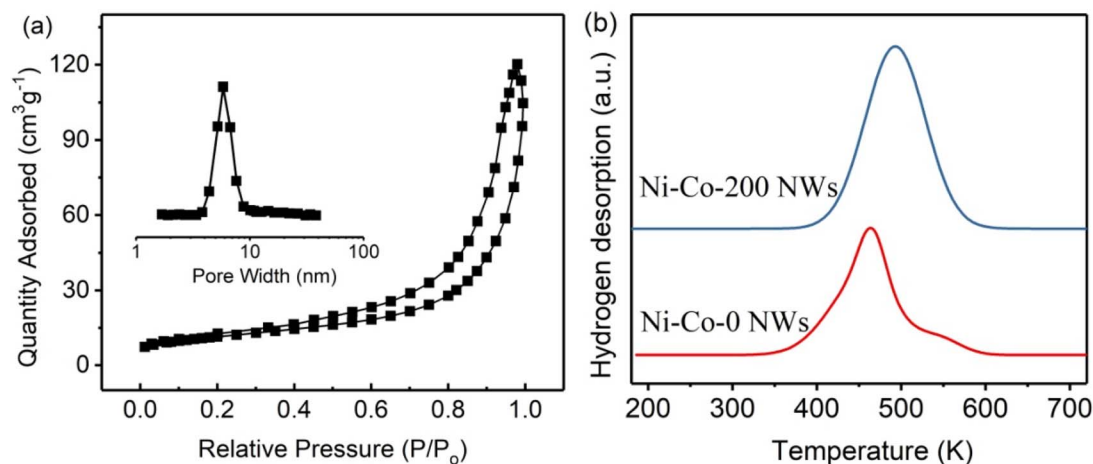 (a)
Quantity Adsorbed (cm³g⁻¹)
120
90
60
30
0
1 10 100
Pore Width (nm)
0.0 0.2 0.4 0.6 0.8 1.0
Relative Pressure (P/Pₒ)
(b)
Hydrogen desorption (a.u.)
Ni-Co-200 NWs
Ni-Co-0 NWs
200 300 400 500 600 700
Temperature (K)